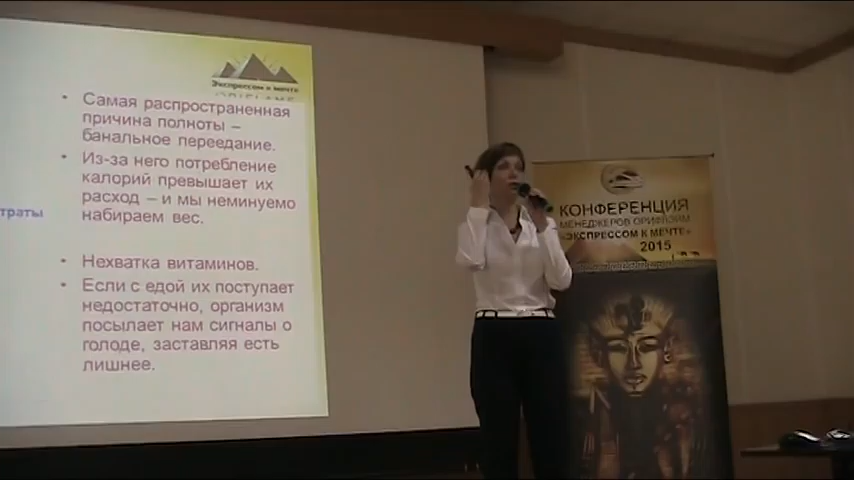 Экспрессом к мечте
ORIFLAME
• Самая распространенная
причина полноты –
банальное переедание.
• Из-за него потребление
калорий превышает их
расход – и мы неминуемо
набираем вес.
траты
•
• Нехватка витаминов.
• Если с едой их поступает
недостаточно, организм
посылает нам сигналы о
голоде, заставляя есть
лишнее.
КОНФЕРЕНЦИЯ
МЕНЕДЖЕРОВ ОРИФЛЭЙМ
«ЭКСПРЕССОМ К МЕЧТЕ»
2015